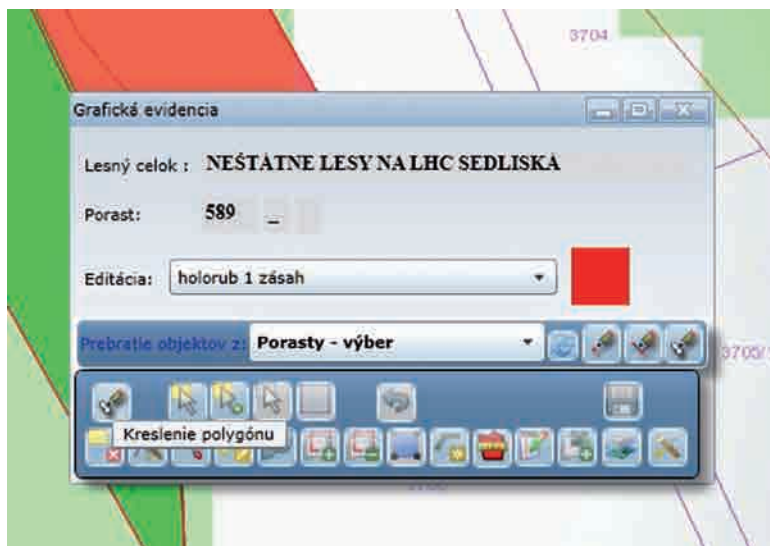 3704
Grafická evidencia
Lesný celok : NEŠTÁTNE LESY NA LHC SEDLISKÁ
Porast: 589 _
Editácia: holorub 1 zásah
Prebratie objektov z: Porasty - výber
Kreslenie polygónu